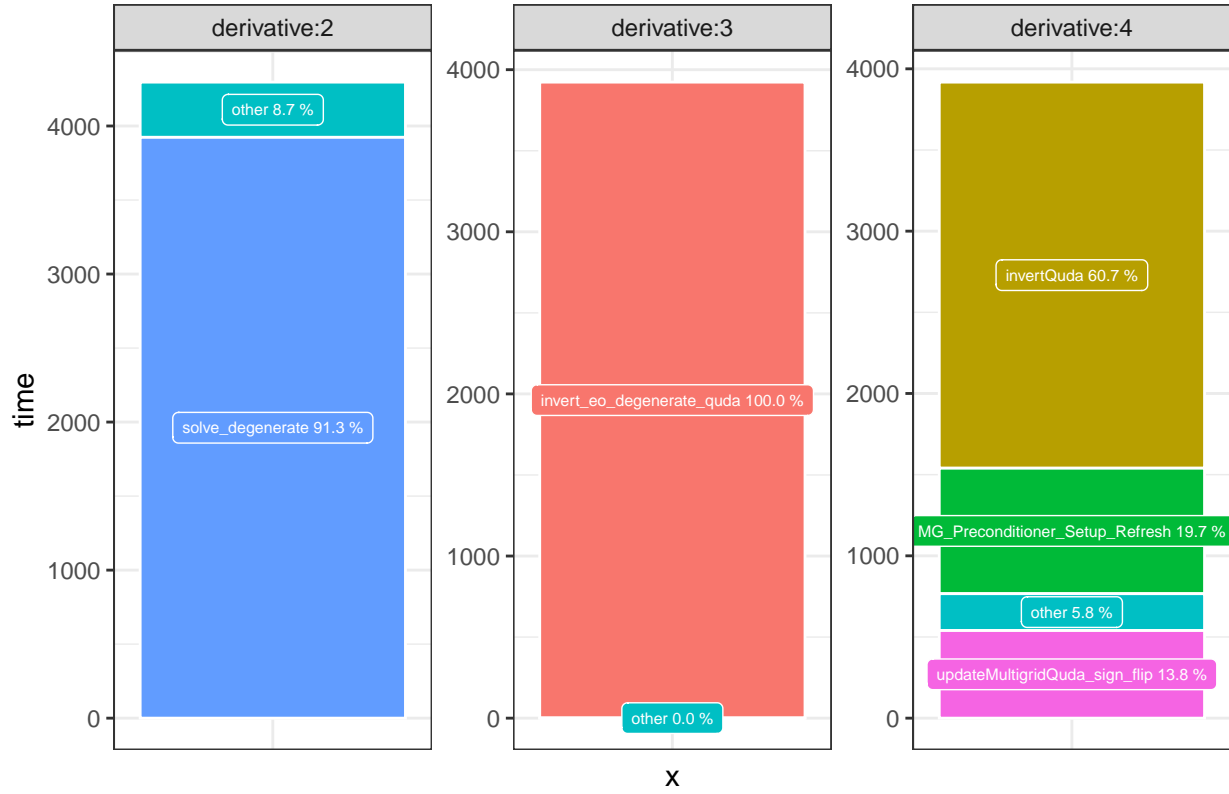 derivative:2
derivative:3
derivative:4
time
4000
3000
2000
1000
0
other 8.7 %
solve_degenerate 91.3 %
4000
3000
2000
1000
0
invert_eo_degenerate_quda 100.0 %
other 0.0 %
4000
3000
2000
1000
0
invertQuda 60.7 %
MG_Preconditioner_Setup_Refresh 19.7 %
other 5.8 %
updateMultigridQuda_sign_flip 13.8 %
x